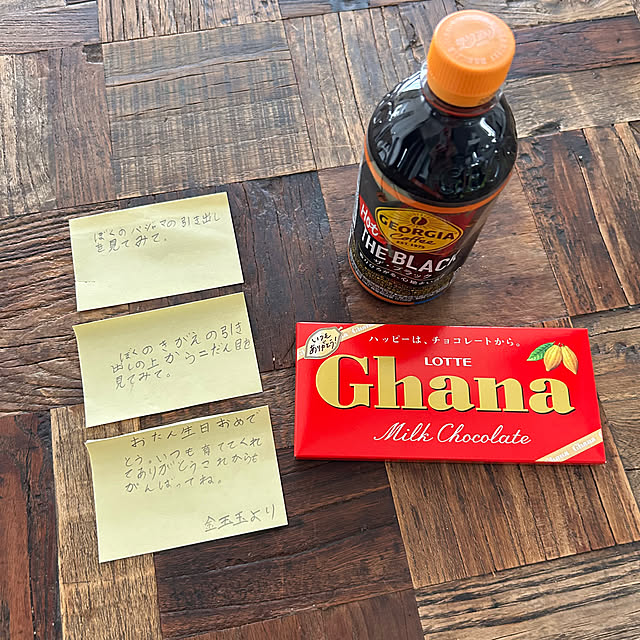 ぼくのパジャマの引き出し
を見てみて。
ぼくのきがえの引き
出しの上から二だん目を
見てみて。
おたん生日おめで
とう。いつも育ててくれ
てありがとうこれからも
がんばってね。
金玉玉より
Hot
GEORGIA
Coffee
THE BLACK
いつも
ありがとう!
ハッピーは、チョコレートから。
LOTTE
Ghana
Milk Chocolate
Ghana